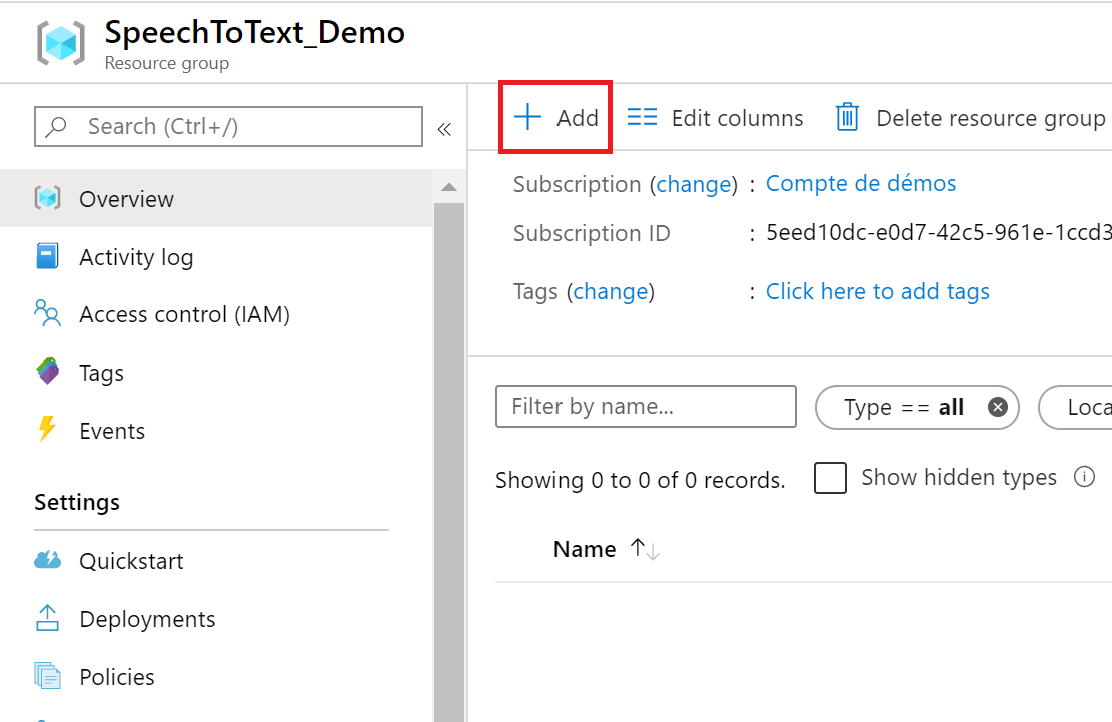 SpeechToText_Demo
Resource group
Search (Ctrl+/)
«
Overview
Activity log
Access control (IAM)
Tags
Events
Settings
Quickstart
Deployments
Policies
+ Add Edit columns Delete resource group
Subscription (change) : Compte de démos
Subscription ID : 5eed10dc-e0d7-42c5-961e-1ccd3
Tags (change) : Click here to add tags
Filter by name... Type == all Loca
Showing 0 to 0 of 0 records. Show hidden types
Name ↑↓